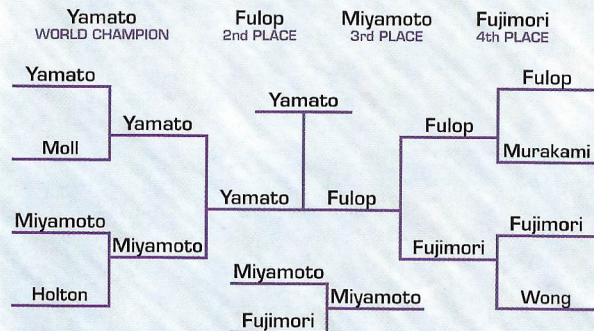 Yamato Fulop Miyamoto Fujimori
WORLD CHAMPION 2nd PLACE 3rd PLACE 4th PLACE
Yamato
Moll
Yamato
Miyamoto
Holton
Miyamoto
Yamato
Yamato
Fulop
Fulop
Murakami
Fulop
Fujimori
Wong
Fujimori
Miyamoto
Fujimori
Miyamoto